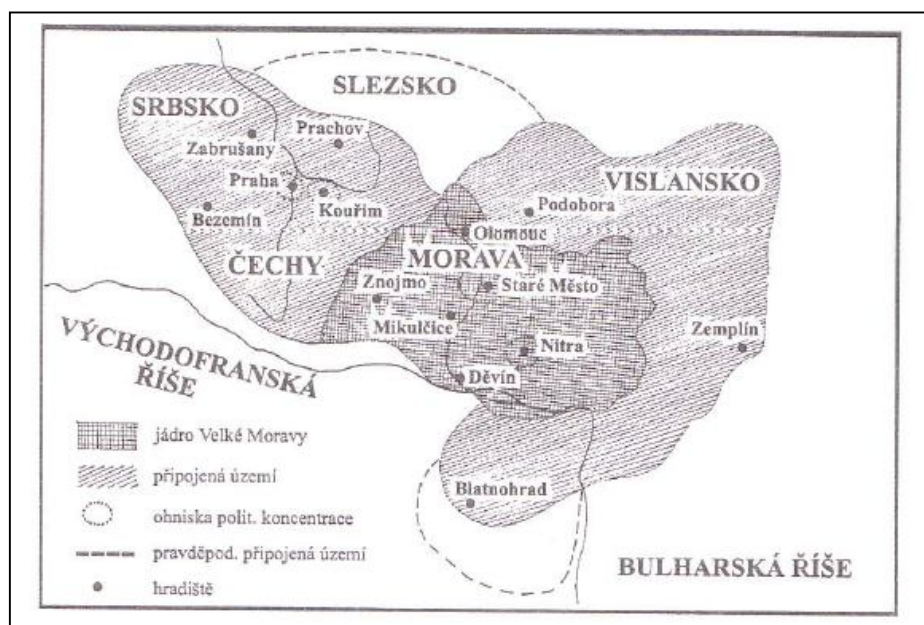 SLEZSKO
SRBSKO
Prachov
Zabrušany
Praha
VISLANSKO
Bezemín
Kouřim
Podobora
Olomouc
ČECHY
MORAVA
Znojmo
Staré Město
Mikulčice
Nitra
Zemplín
VÝCHODOFRANSKÁ
ŘÍŠE
Děvín
jádro Velké Moravy
připojená území
Blatnohrad
ohniska polit. koncentrace
pravděpod. připojená území
BULHARSKÁ ŘÍŠE
hradiště